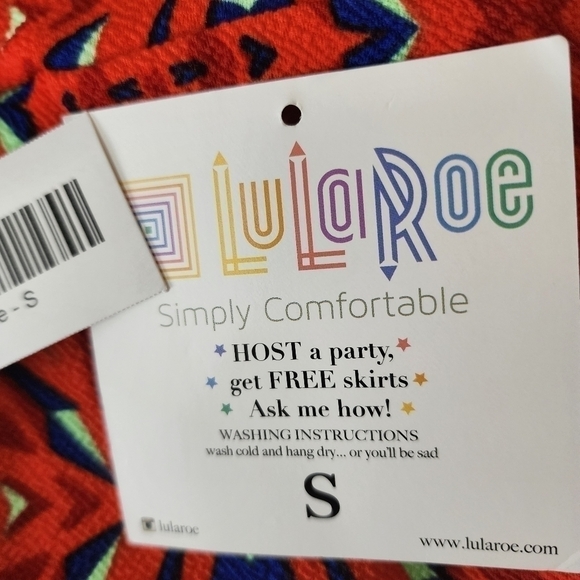 LuLaRoe
Simply Comfortable
HOST a party,
get FREE skirts
Ask me how!
WASHING INSTRUCTIONS
wash cold and hang dry... or you'll be sad
S
lularoe
www.lularoe.com
e - S